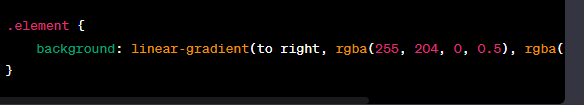 .element {
background: linear-gradient(to right, rgba(255, 204, 0, 0.5), rgba(
}